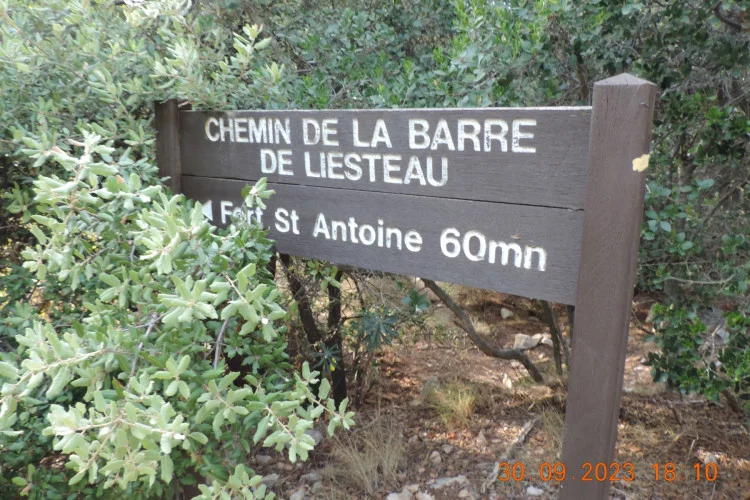 CHEMIN DE LA BARRE
DE LIESTEAU
Fort St Antoine 60mn
30 09 2023 18 10